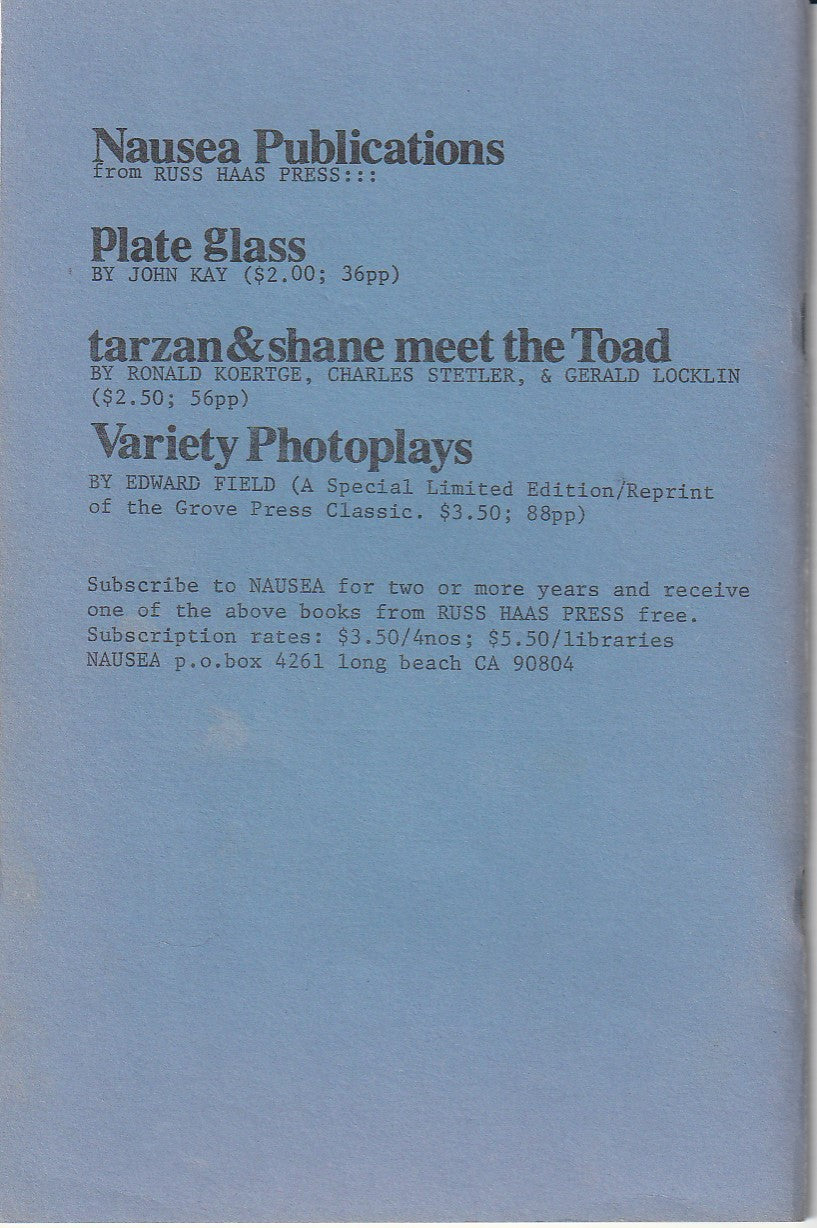 Nausea Publications
from RUSS HAAS PRESS:::
Plate glass
BY JOHN KAY ($2.00; 36pp)
tarzan & shane meet the Toad
BY RONALD KOERTGE, CHARLES STETLER, & GERALD LOCKLIN
($2.50; 56pp)
Variety Photoplays
BY EDWARD FIELD (A Special Limited Edition/Reprint
of the Grove Press Classic. $3.50; 88pp)
Subscribe to NAUSEA for two or more years and receive
one of the above books from RUSS HAAS PRESS free.
Subscription rates: $3.50/4nos; $5.50/libraries
NAUSEA p.o.box 4261 long beach CA 90804